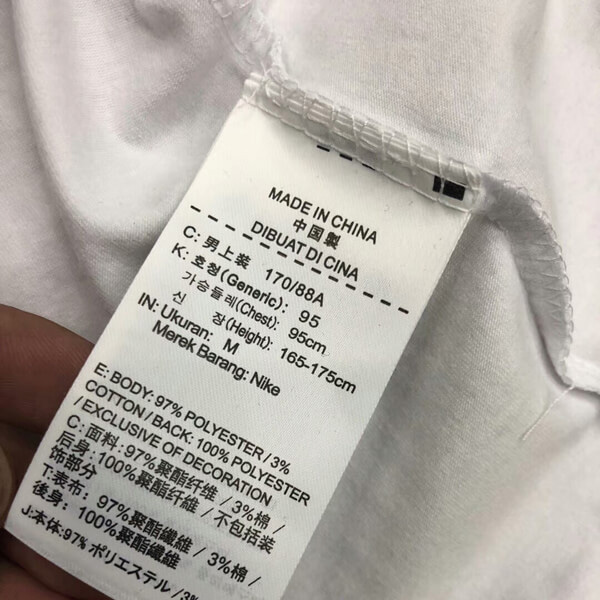 MADE IN CHINA
中国製
DIBUAT DI CINA
C: 男上装 170/88A
K: 호칭(Generic): 95
가슴둘레(Chest): 95cm
신 장(Height): 165-175cm
IN: Ukuran: M
Merek Barang: Nike
E: BODY: 97% POLYESTER / 3%
COTTON / BACK: 100% POLYESTER
/ EXCLUSIVE OF DECORATION
C: 面料: 97%聚酯纤维 / 3%棉 /
后身: 100%聚酯纤维 / 不包括装
饰部分
T: 表布: 97%聚酯纖維 / 3%棉 /
後身: 100%聚酯纖維
J: 本体: 97% ポリエステル / 3%